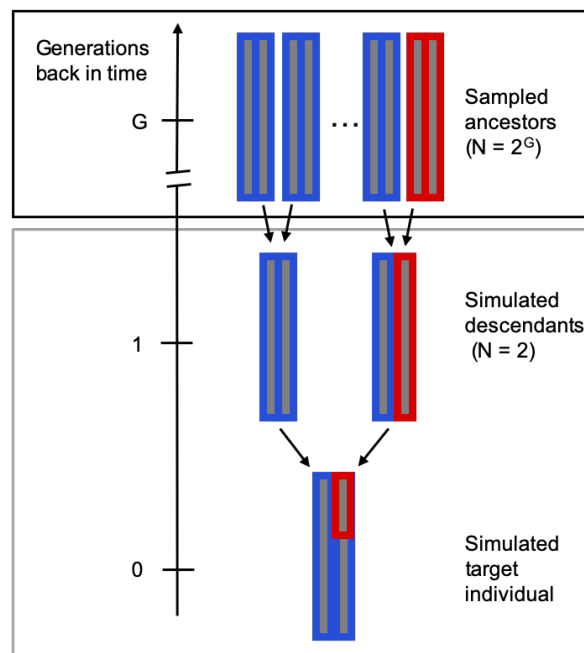 Generations
back in time
G
...
Sampled
ancestors
(N = 2ᴳ)
1
Simulated
descendants
(N = 2)
0
Simulated
target
individual